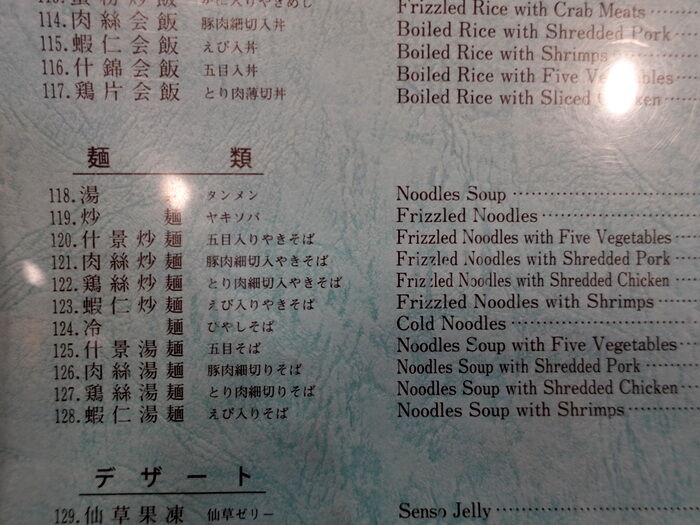 かに入りやきめし Frizzled Rice with Crab Meats
114.肉絲会飯 豚肉細切入丼 Boiled Rice with Shredded Pork
115.蝦仁会飯 えび入丼 Boiled Rice with Shrimps
116.什錦会飯 五目入丼 Boiled Rice with Five Vegetables
117.鶏片会飯 とり肉薄切丼 Boiled Rice with Sliced Chicken
麺類
118.湯 タンメン Noodles Soup
119.炒麺 ヤキソバ Frizzled Noodles
120.什景炒麺 五目入りやきそば Frizzled Noodles with Five Vegetables
121.肉絲炒麺 豚肉細切入やきそば Frizzled Noodles with Shredded Pork
122.鶏絲炒麺 とり肉細切入やきそば Frizzled Noodles with Shredded Chicken
123.蝦仁炒麺 えび入りやきそば Frizzled Noodles with Shrimps
124.冷麺 ひやしそば Cold Noodles
125.什景湯麺 五目そば Noodles Soup with Five Vegetables
126.肉絲湯麺 豚肉細切りそば Noodles Soup with Shredded Pork
127.鶏絲湯麺 とり肉細切りそば Noodles Soup with Shredded Chicken
128.蝦仁湯麺 えび入りそば Noodles Soup with Shrimps
デザート
129.仙草果凍 仙草ゼリー Senso Jelly